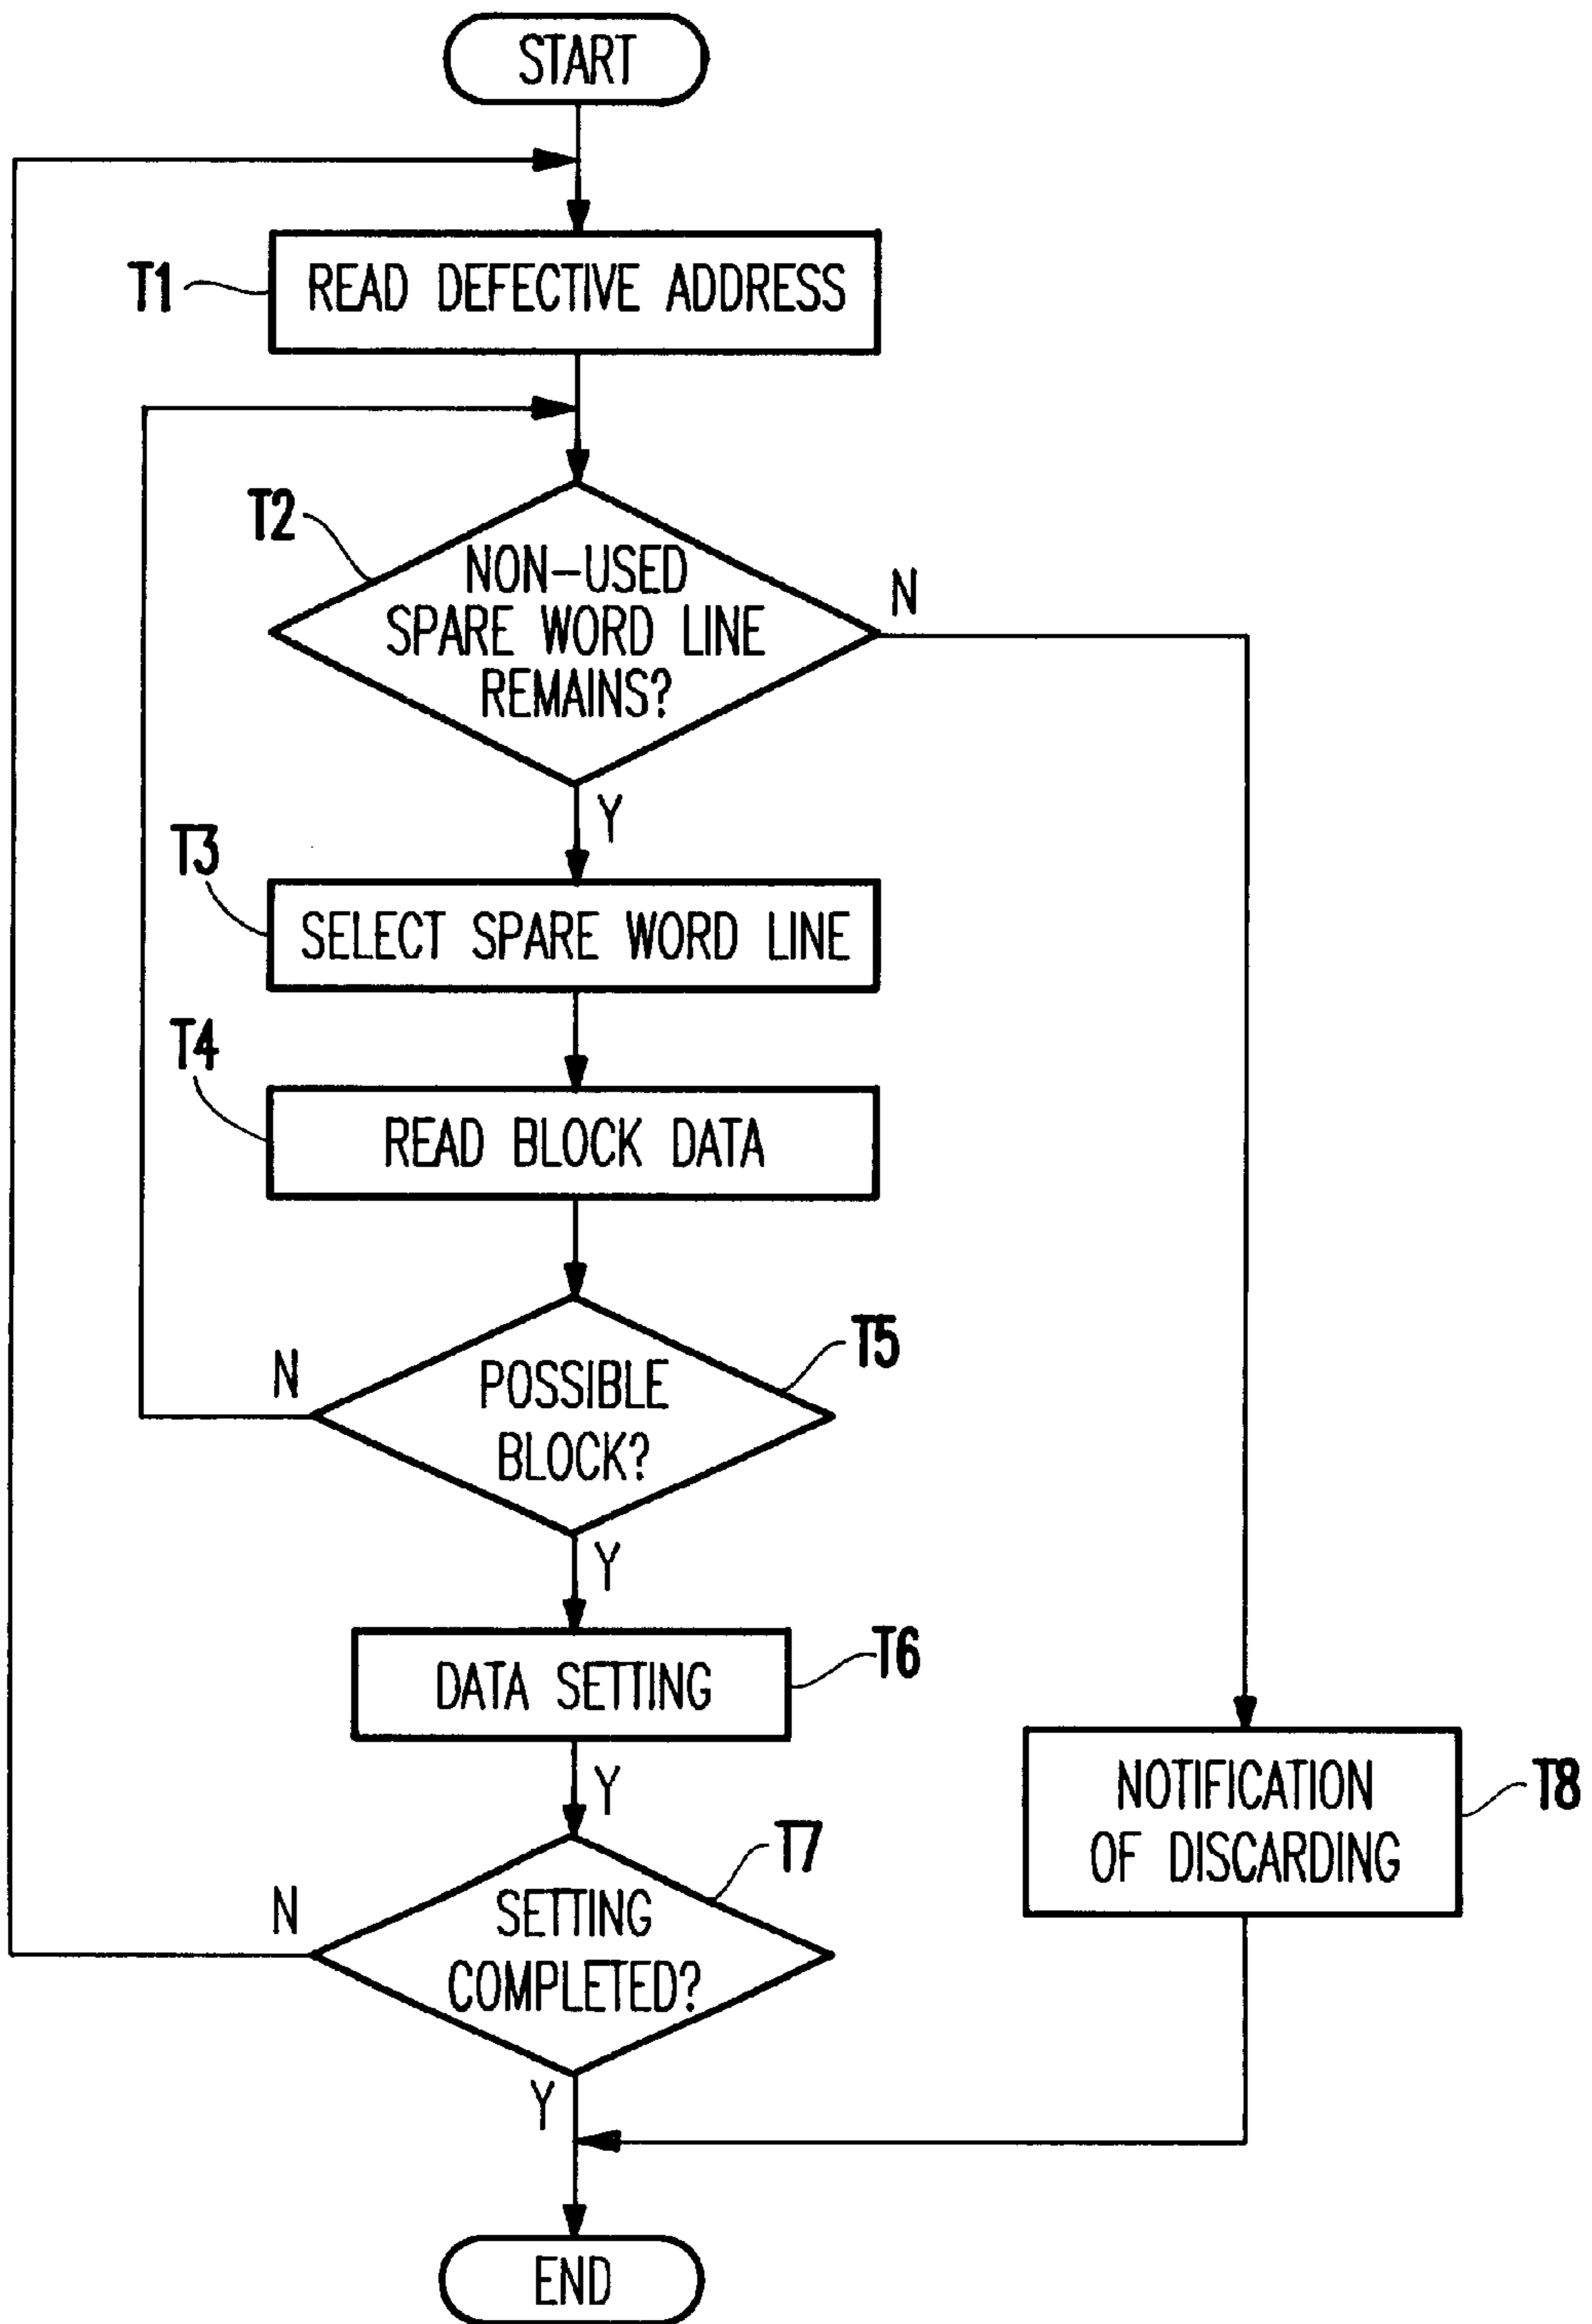 START
T1
READ DEFECTIVE ADDRESS
T2
NON-USED
SPARE WORD LINE
REMAINS?
N
Y
T3
SELECT SPARE WORD LINE
T4
READ BLOCK DATA
T5
N
POSSIBLE
BLOCK?
Y
T6
DATA SETTING
Y
T7
N
SETTING
COMPLETED?
Y
NOTIFICATION
OF DISCARDING
T8
END